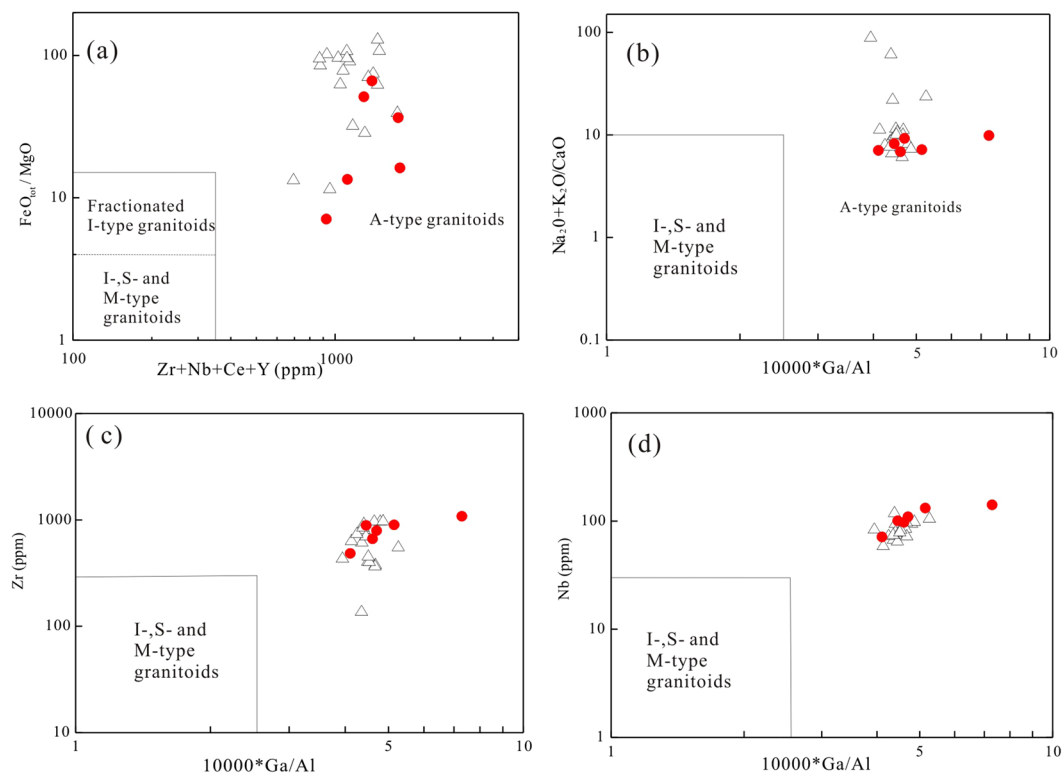 (a)
100
10
1
FeO_tot / MgO
Fractionated
I-type granitoids
A-type granitoids
I-,S- and
M-type
granitoids
100
1000
Zr+Nb+Ce+Y (ppm)
(b)
100
10
1
0.1
Na₂0+K₂O/CaO
A-type granitoids
I-,S- and
M-type
granitoids
1
5
10
10000*Ga/Al
( c)
10000
1000
100
10
Zr (ppm)
I-,S- and
M-type
granitoids
1
5
10
10000*Ga/Al
(d)
1000
100
10
1
Nb (ppm)
I-,S- and
M-type
granitoids
1
5
10
10000*Ga/Al